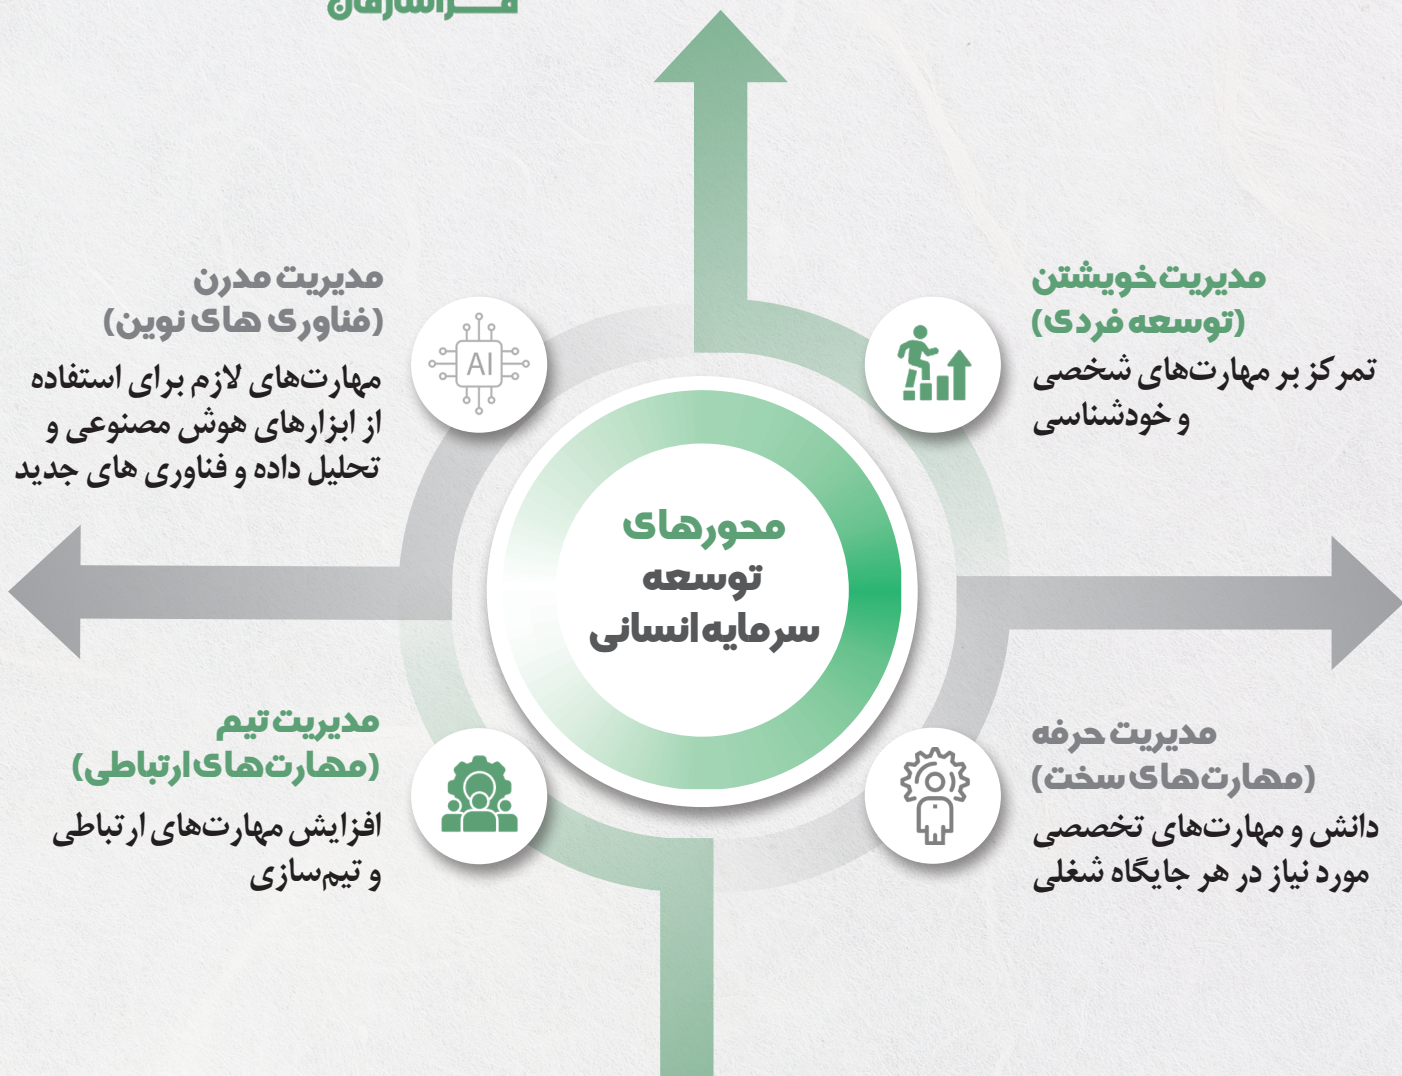 مدیریت خویشتن
(توسعه فردی)
تمرکز بر مهارت‌های شخصی
و خودشناسی
مدیریت مدرن
(فناوری های نوین)
مهارت‌های لازم برای استفاده
از ابزارهای هوش مصنوعی و
تحلیل داده و فناوری های جدید
AI
محورهای
توسعه
سرمایه انسانی
مدیریت حرفه
(مهارت‌های سخت)
دانش و مهارت‌های تخصصی
مورد نیاز در هر جایگاه شغلی
مدیریت تیم
(مهارت‌های ارتباطی)
افزایش مهارت‌های ارتباطی
و تیم‌سازی